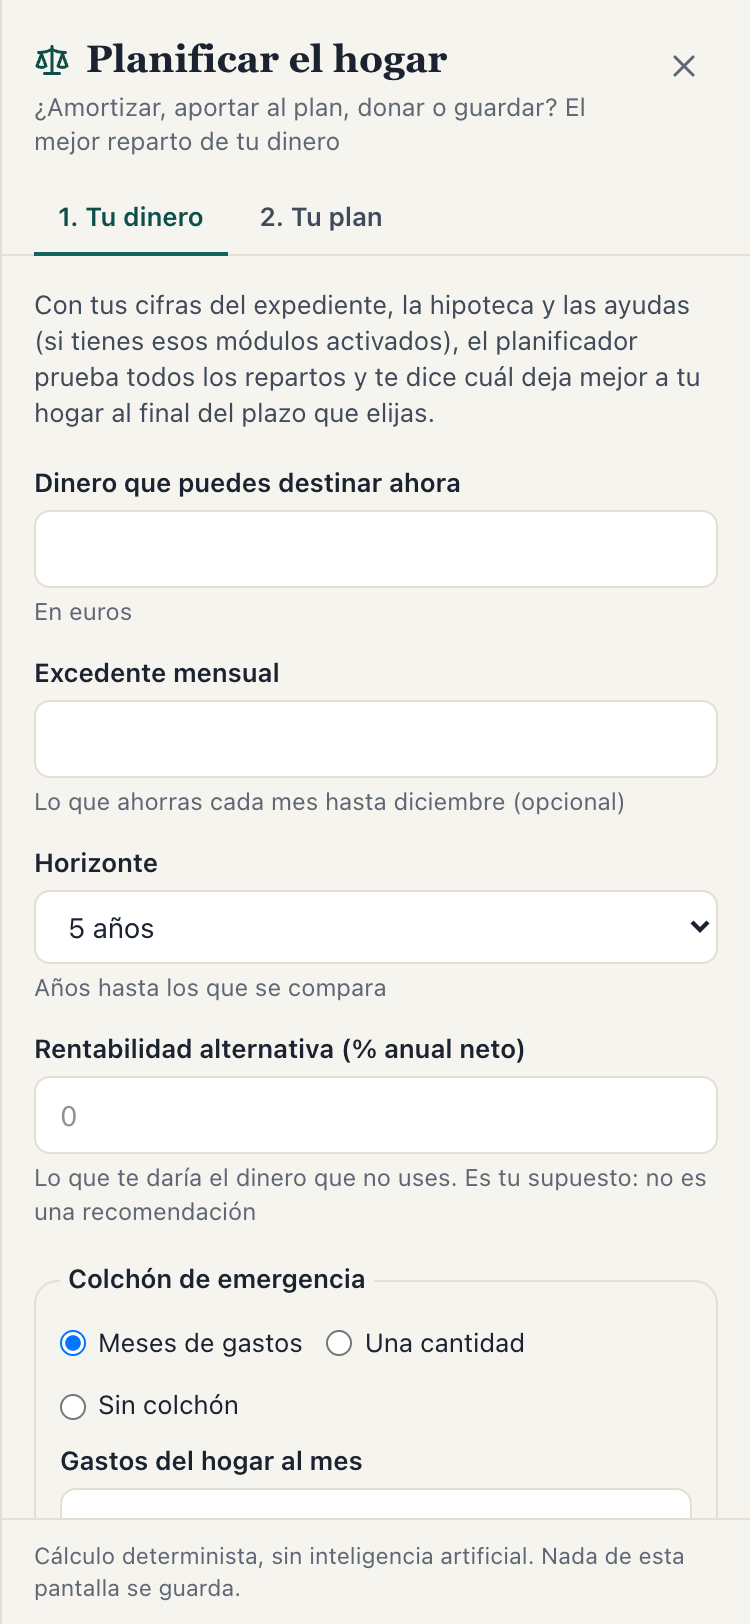 Planificar el hogar
¿Amortizar, aportar al plan, donar o guardar? El
mejor reparto de tu dinero
1. Tu dinero
2. Tu plan
Con tus cifras del expediente, la hipoteca y las ayudas
(si tienes esos módulos activados), el planificador
prueba todos los repartos y te dice cuál deja mejor a tu
hogar al final del plazo que elijas.
Dinero que puedes destinar ahora
En euros
Excedente mensual
Lo que ahorras cada mes hasta diciembre (opcional)
Horizonte
5 años
Años hasta los que se compara
Rentabilidad alternativa (% anual neto)
0
Lo que te daría el dinero que no uses. Es tu supuesto: no es
una recomendación
Colchón de emergencia
Meses de gastos
Una cantidad
Sin colchón
Gastos del hogar al mes
Cálculo determinista, sin inteligencia artificial. Nada de esta
pantalla se guarda.